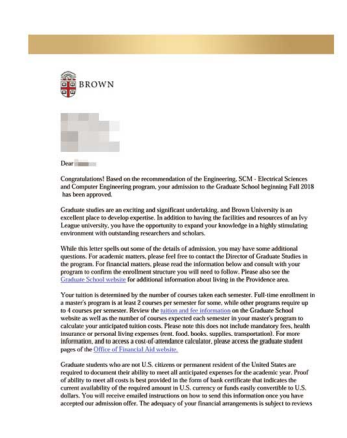 BROWN
Dear
Congratulations! Based on the recommendation of the Engineering, SCM - Electrical Sciences
and Computer Engineering program, your admission to the Graduate School beginning Fall 2018
has been approved.
Graduate studies are an exciting and significant undertaking, and Brown University is an
excellent place to develop expertise. In addition to having the facilities and resources of an Ivy
League university, you have the opportunity to expand your knowledge in a highly stimulating
environment with outstanding researchers and scholars.
While this letter spells out some of the details of admission, you may have some additional
questions. For academic matters, please feel free to contact the Director of Graduate Studies in
the program. For financial matters, please read the information below and consult with your
program to confirm the enrollment structure you will need to follow. Please also see the
Graduate School website for additional information about living in the Providence area.
Your tuition is determined by the number of courses taken each semester. Full-time enrollment in
a master's program is at least 2 courses per semester for some, while other programs require up
to 4 courses per semester. Review the tuition and fee information on the Graduate School
website as well as the number of courses expected each semester in your master's program to
calculate your anticipated tuition costs. Please note this does not include mandatory fees, health
insurance or personal living expenses (rent, food, books, supplies, transportation). For more
information, and to access a cost-of-attendance calculator, please access the graduate student
pages of the Office of Financial Aid website.
Graduate students who are not U.S. citizens or permanent resident of the United States are
required to document their ability to meet all anticipated expenses for the academic year. Proof
of ability to meet all costs is best provided in the form of bank certificate that indicates the
current availability of the required amount in U.S. currency or funds easily convertible to U.S.
dollars. You will receive emailed instructions on how to send this information once you have
accepted our admission offer. The adequacy of your financial arrangements is subject to reviews